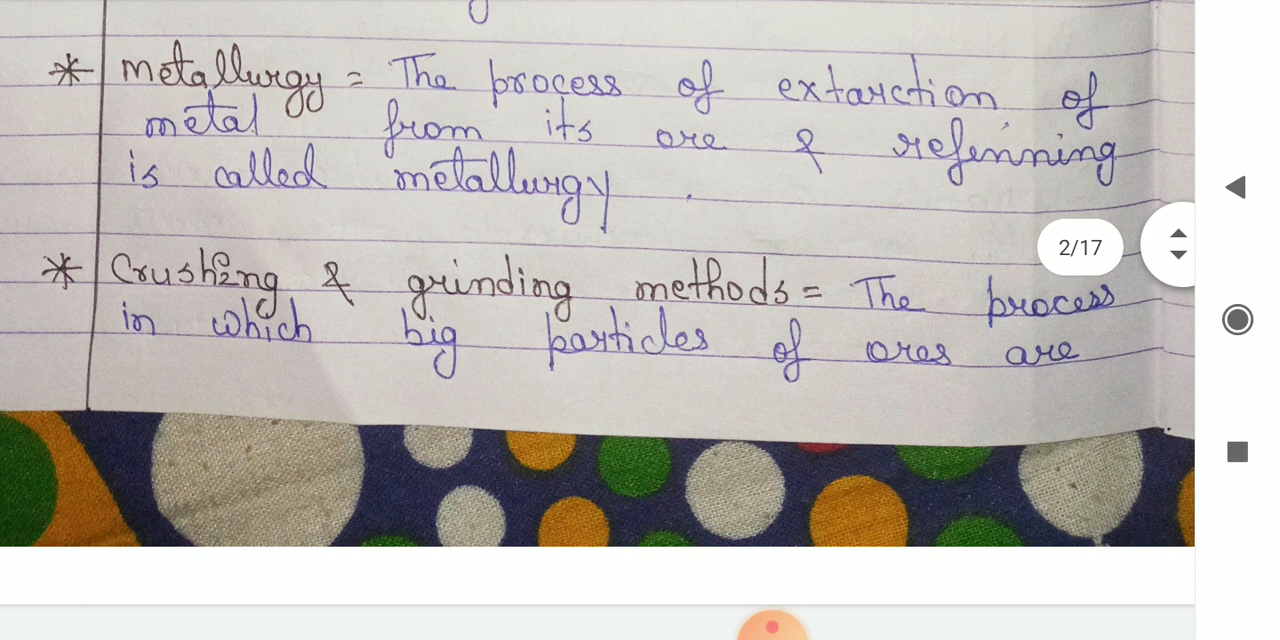 * metallurgy = The process of extarction of
metal from its ore & refenning
is called metallurgy.
2/17
* Crushing & grinding methods = The process
in which big particles of ores are